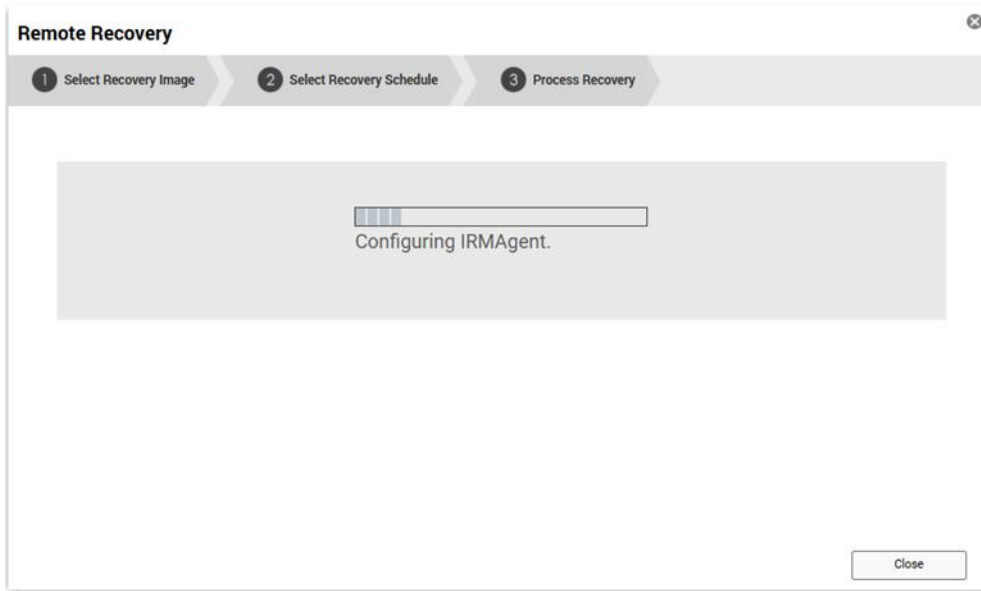 Remote Recovery
1 Select Recovery Image 2 Select Recovery Schedule 3 Process Recovery
Configuring IRMAgent.
Close